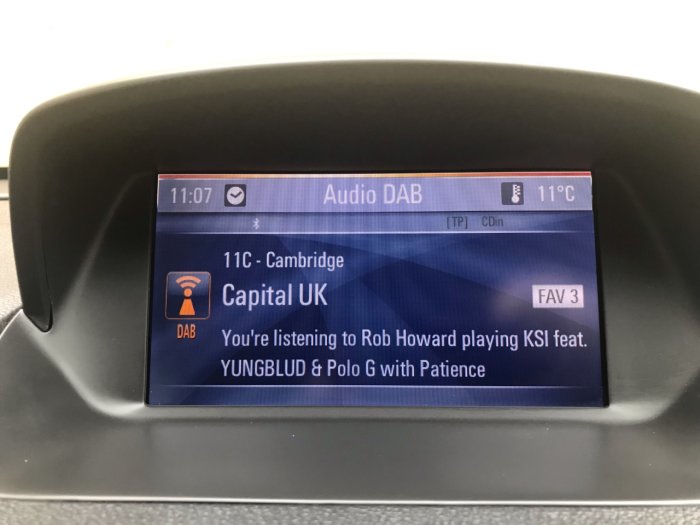 11:07 Audio DAB 11°C
[TP] CDin
11C - Cambridge
Capital UK FAV 3
DAB
You're listening to Rob Howard playing KSI feat.
YUNGBLUD & Polo G with Patience